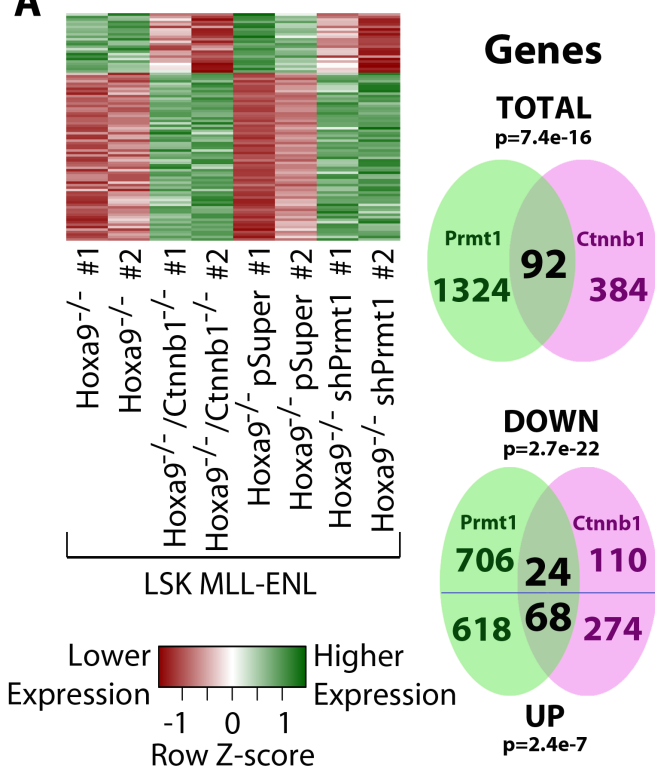 A
Hoxa9⁻/⁻ #1
Hoxa9⁻/⁻ #2
Hoxa9⁻/⁻/Ctnnb1⁻/⁻ #1
Hoxa9⁻/⁻/Ctnnb1⁻/⁻ #2
Hoxa9⁻/⁻ pSuper #1
Hoxa9⁻/⁻ pSuper #2
Hoxa9⁻/⁻ shPrmt1 #1
Hoxa9⁻/⁻ shPrmt1 #2
LSK MLL-ENL
Lower
Expression
Higher
Expression
-1 0 1
Row Z-score
Genes
TOTAL
p=7.4e-16
Prmt1 Ctnnb1
1324 92 384
DOWN
p=2.7e-22
Prmt1 Ctnnb1
706 24 110
618 68 274
UP
p=2.4e-7